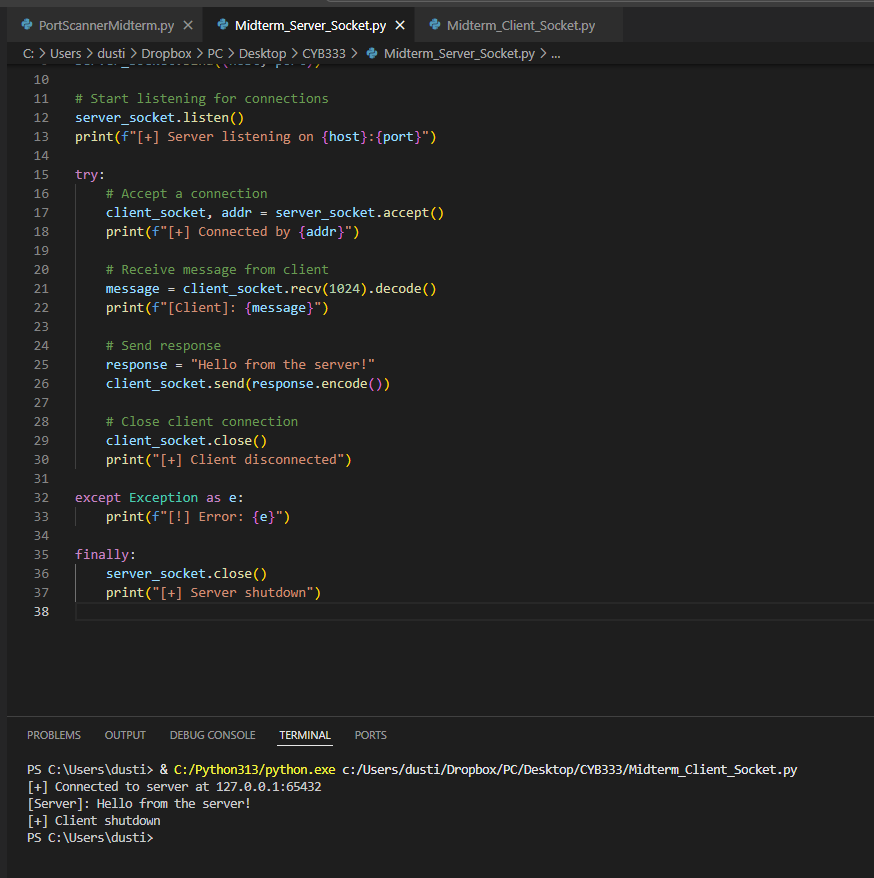 PortScannerMidterm.py
Midterm_Server_Socket.py
Midterm_Client_Socket.py
C: > Users > dusti > Dropbox > PC > Desktop > CYB333 > Midterm_Server_Socket.py > ...
10
11 # Start listening for connections
12 server_socket.listen()
13 print(f"[+] Server listening on {host}:{port}")
14
15 try:
16     # Accept a connection
17     client_socket, addr = server_socket.accept()
18     print(f"[+] Connected by {addr}")
19
20     # Receive message from client
21     message = client_socket.recv(1024).decode()
22     print(f"[Client]: {message}")
23
24     # Send response
25     response = "Hello from the server!"
26     client_socket.send(response.encode())
27
28     # Close client connection
29     client_socket.close()
30     print("[+] Client disconnected")
31
32 except Exception as e:
33     print(f"[!] Error: {e}")
34
35 finally:
36     server_socket.close()
37     print("[+] Server shutdown")
38
PROBLEMS OUTPUT DEBUG CONSOLE TERMINAL PORTS
PS C:\Users\dusti> & C:/Python313/python.exe c:/Users/dusti/Dropbox/PC/Desktop/CYB333/Midterm_Client_Socket.py
[+] Connected to server at 127.0.0.1:65432
[Server]: Hello from the server!
[+] Client shutdown
PS C:\Users\dusti>